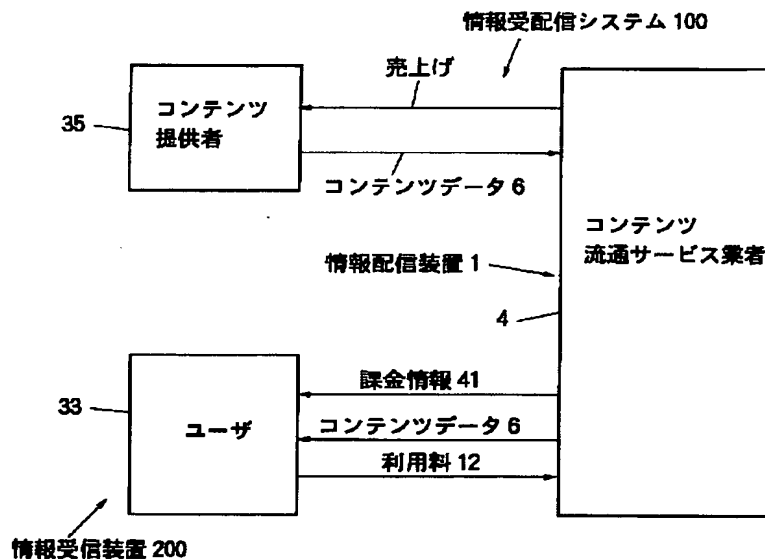 情報受配信システム 100
売上げ
35
コンテンツ
提供者
コンテンツデータ 6
コンテンツ
流通サービス業者
情報配信装置 1
4
33
ユーザ
課金情報 41
コンテンツデータ 6
利用料 12
情報受信装置 200